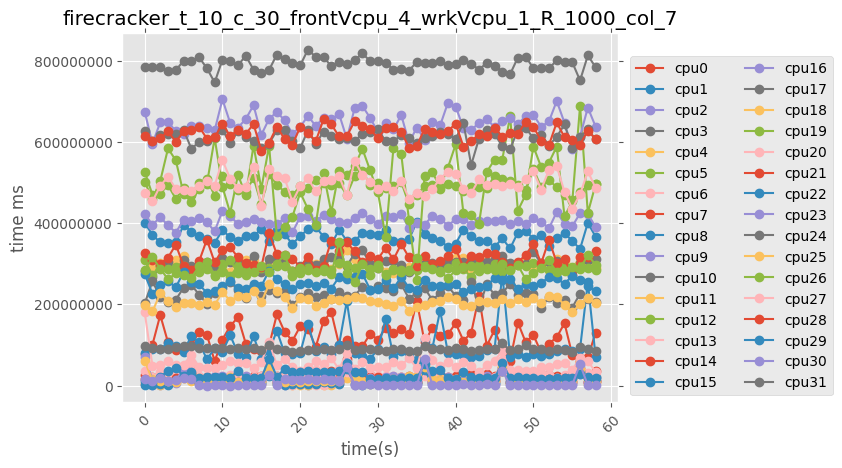 firecracker_t_10_c_30_frontVcpu_4_wrkVcpu_1_R_1000_col_7
800000000
600000000
400000000
200000000
0
time ms
0
10
20
30
40
50
60
time(s)
cpu0
cpu1
cpu2
cpu3
cpu4
cpu5
cpu6
cpu7
cpu8
cpu9
cpu10
cpu11
cpu12
cpu13
cpu14
cpu15
cpu16
cpu17
cpu18
cpu19
cpu20
cpu21
cpu22
cpu23
cpu24
cpu25
cpu26
cpu27
cpu28
cpu29
cpu30
cpu31